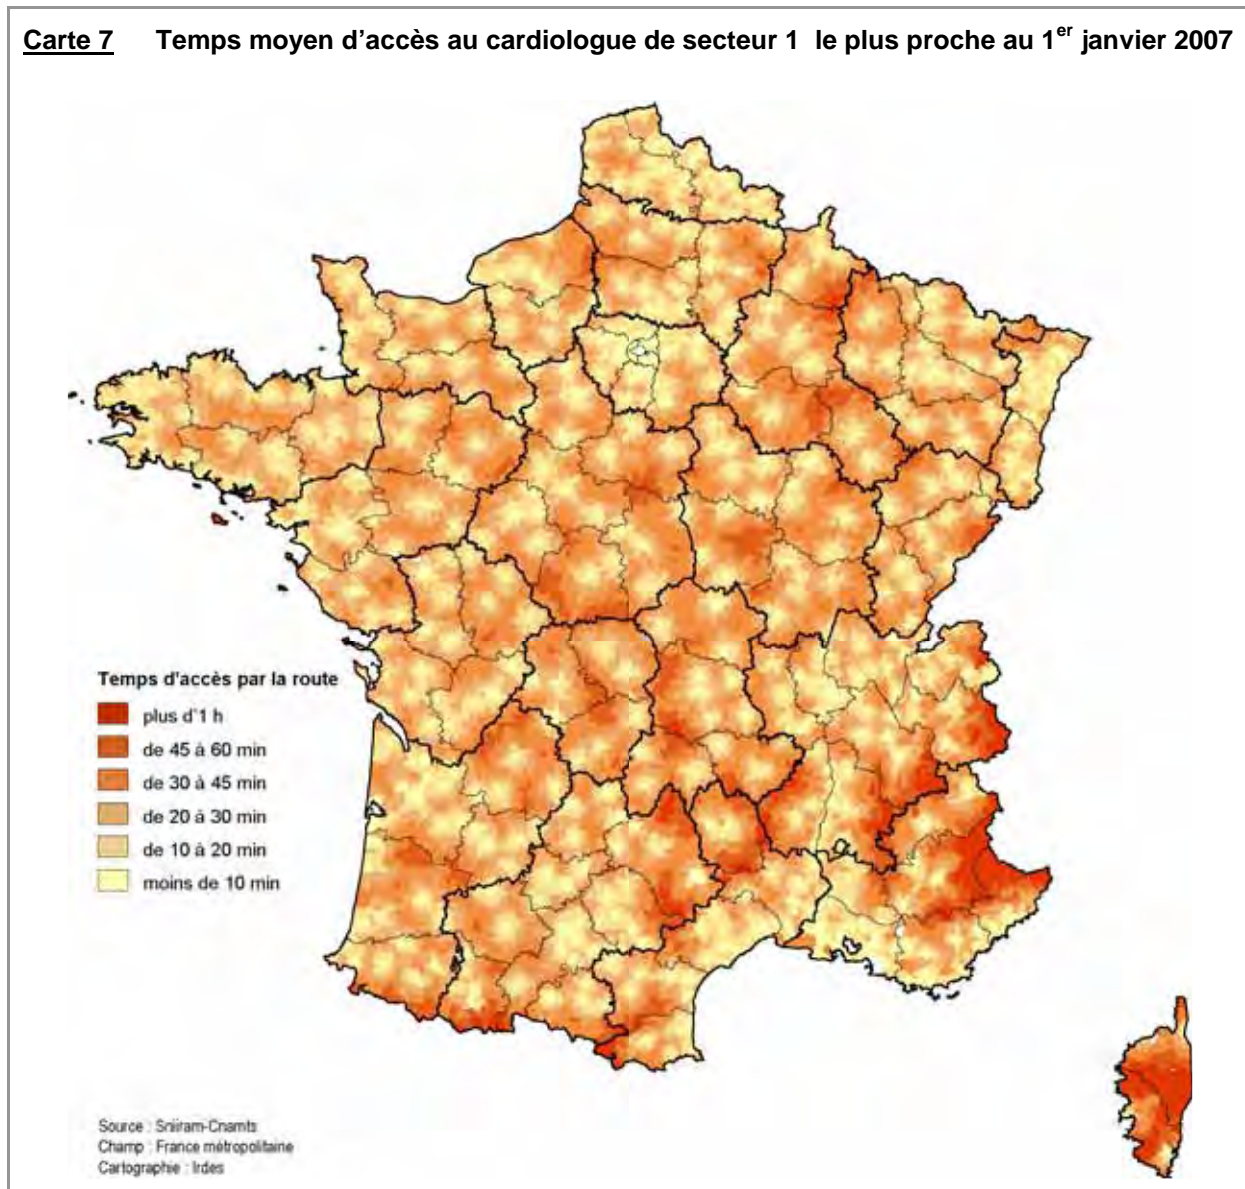 Carte 7 Temps moyen d'accès au cardiologue de secteur 1 le plus proche au 1er janvier 2007
Temps d'accès par la route
plus d'1 h
de 45 à 60 min
de 30 à 45 min
de 20 à 30 min
de 10 à 20 min
moins de 10 min
Source : Sniiram-Cnamts
Champ : France métropolitaine
Cartographie : Irdes